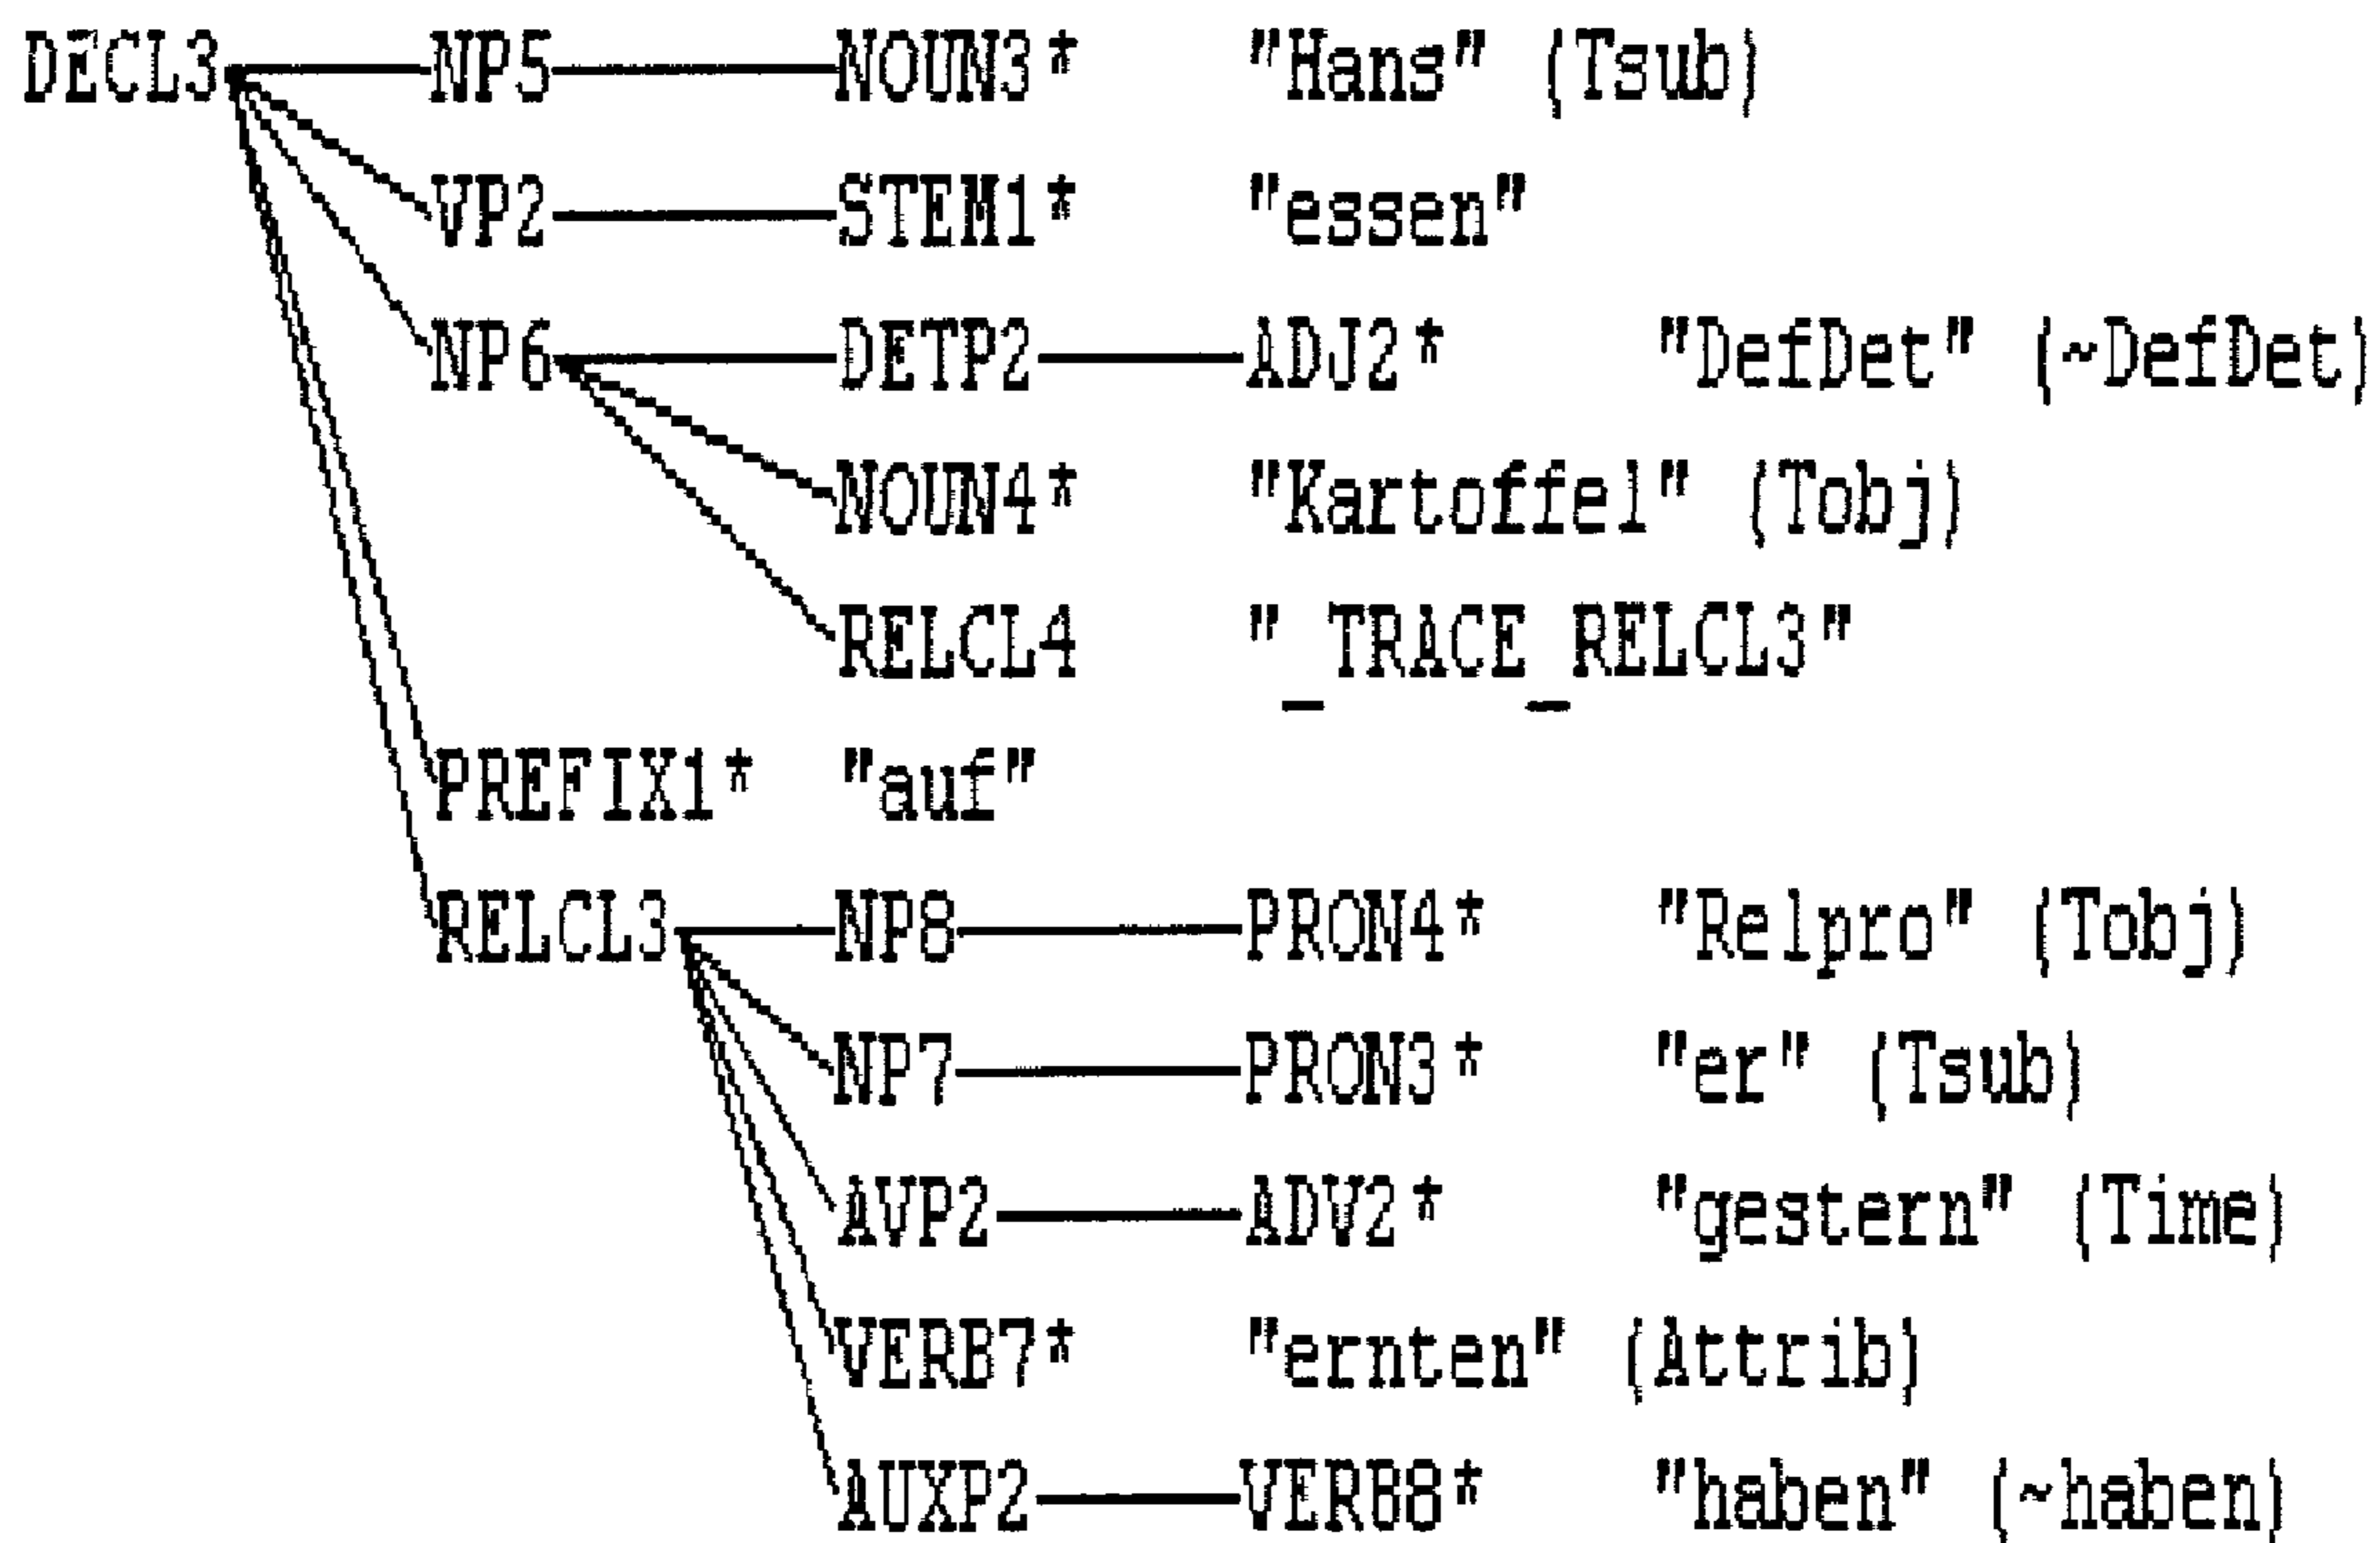 DECL3 NP5 NOUN3* "Hans" (Tsub)
VP2 STEM1* "essen"
NP6 DETP2 ADJ2* "DefDet" (~DefDet)
NOUN4* "Kartoffel" (Tobj)
RELCL4 "_TRACE_RELCL3"
PREFIX1* "auf"
RELCL3 NP8 PRON4* "Relpro" (Tobj)
NP7 PRON3* "er" (Tsub)
AVP2 ADV2* "gestern" (Time)
VERB7* "ernten" (Attrib)
AUXP2 VERB8* "haben" (~haben)